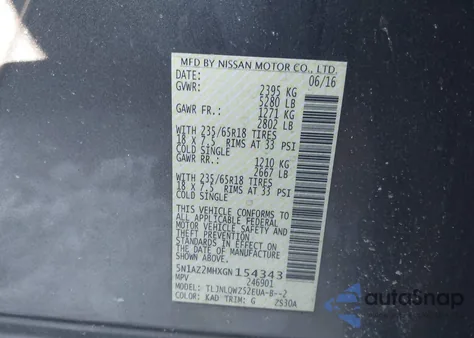 MFD BY NISSAN MOTOR CO., LTD.
DATE: 06/16
GVWR: 2395 KG
5280 LB
GAWR FR.: 1271 KG
2802 LB
WITH 235/65R18 TIRES
18 X 7.5 RIMS AT 33 PSI
COLD SINGLE
GAWR RR.: 1210 KG
2667 LB
WITH 235/65R18 TIRES
18 X 7.5 RIMS AT 33 PSI
COLD SINGLE
THIS VEHICLE CONFORMS TO
ALL APPLICABLE FEDERAL
MOTOR VEHICLE SAFETY
STANDARDS IN EFFECT ON
THE DATE OF MANUFACTURE
SHOWN ABOVE.
5N1AZ2MHXGN154343
MPV 246901
MODEL: TLJNLQWZ52EUA-B--2
COLOR: KAD TRIM: G 2S30A
autoSnap